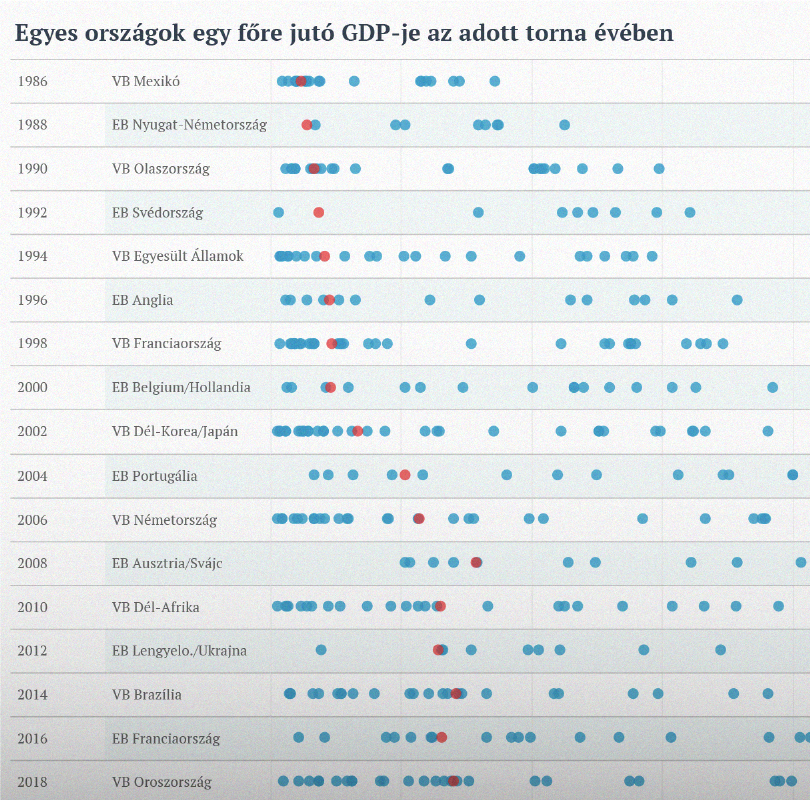 Egyes országok egy főre jutó GDP-je az adott torna évében
1986 VB Mexikó
1988 EB Nyugat-Németország
1990 VB Olaszország
1992 EB Svédország
1994 VB Egyesült Államok
1996 EB Anglia
1998 VB Franciaország
2000 EB Belgium/Hollandia
2002 VB Dél-Korea/Japán
2004 EB Portugália
2006 VB Németország
2008 EB Ausztria/Svájc
2010 VB Dél-Afrika
2012 EB Lengyelo./Ukrajna
2014 VB Brazília
2016 EB Franciaország
2018 VB Oroszország